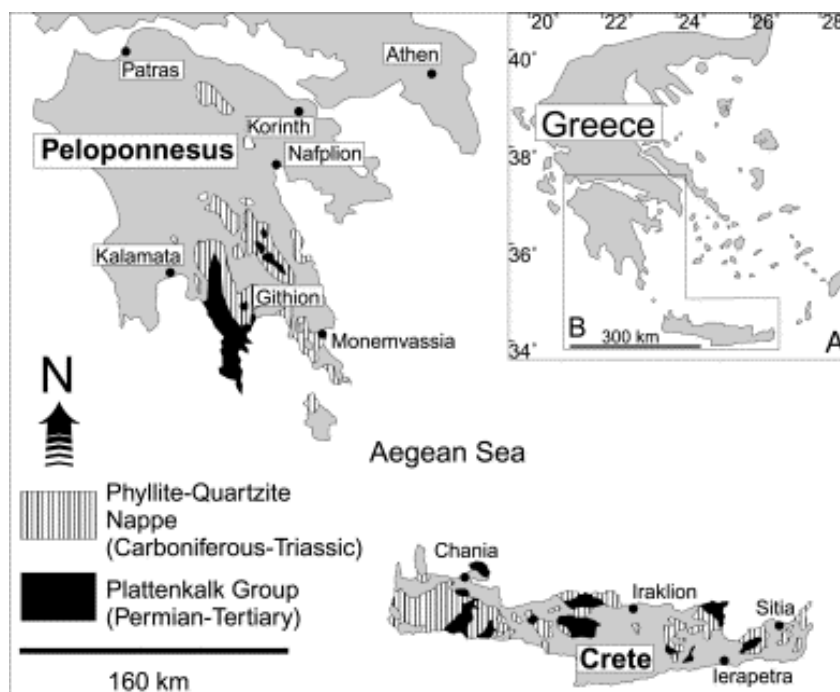 Patras
Athen
Korinth
Peloponnesus
Nafplion
Kalamata
Githion
Monemvassia
20
22
24
26
28
40°
38°
36°
34°
Greece
B
300 km
A
N
Aegean Sea
Phyllite-Quartzite
Nappe
(Carboniferous-Triassic)
Plattenkalk Group
(Permian-Tertiary)
160 km
Chania
Iraklion
Sitia
Crete
Ierapetra